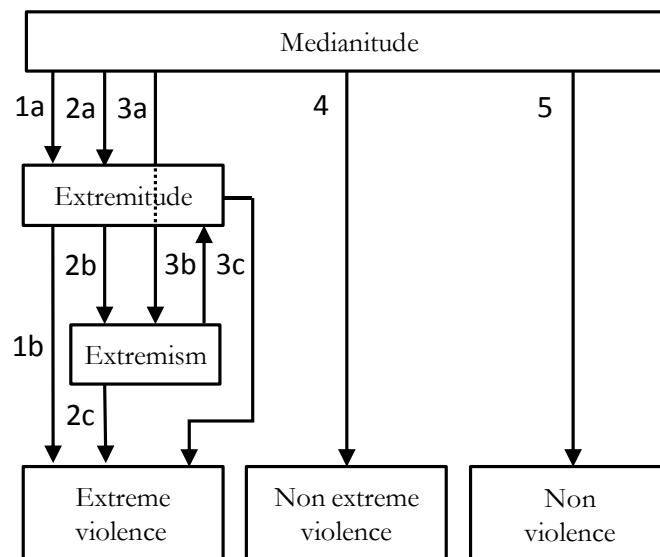 Medianitude
1a 2a 3a 4 5
Extremitude
2b 3b 3c
1b
Extremism
2c
Extreme
violence
Non extreme
violence
Non
violence